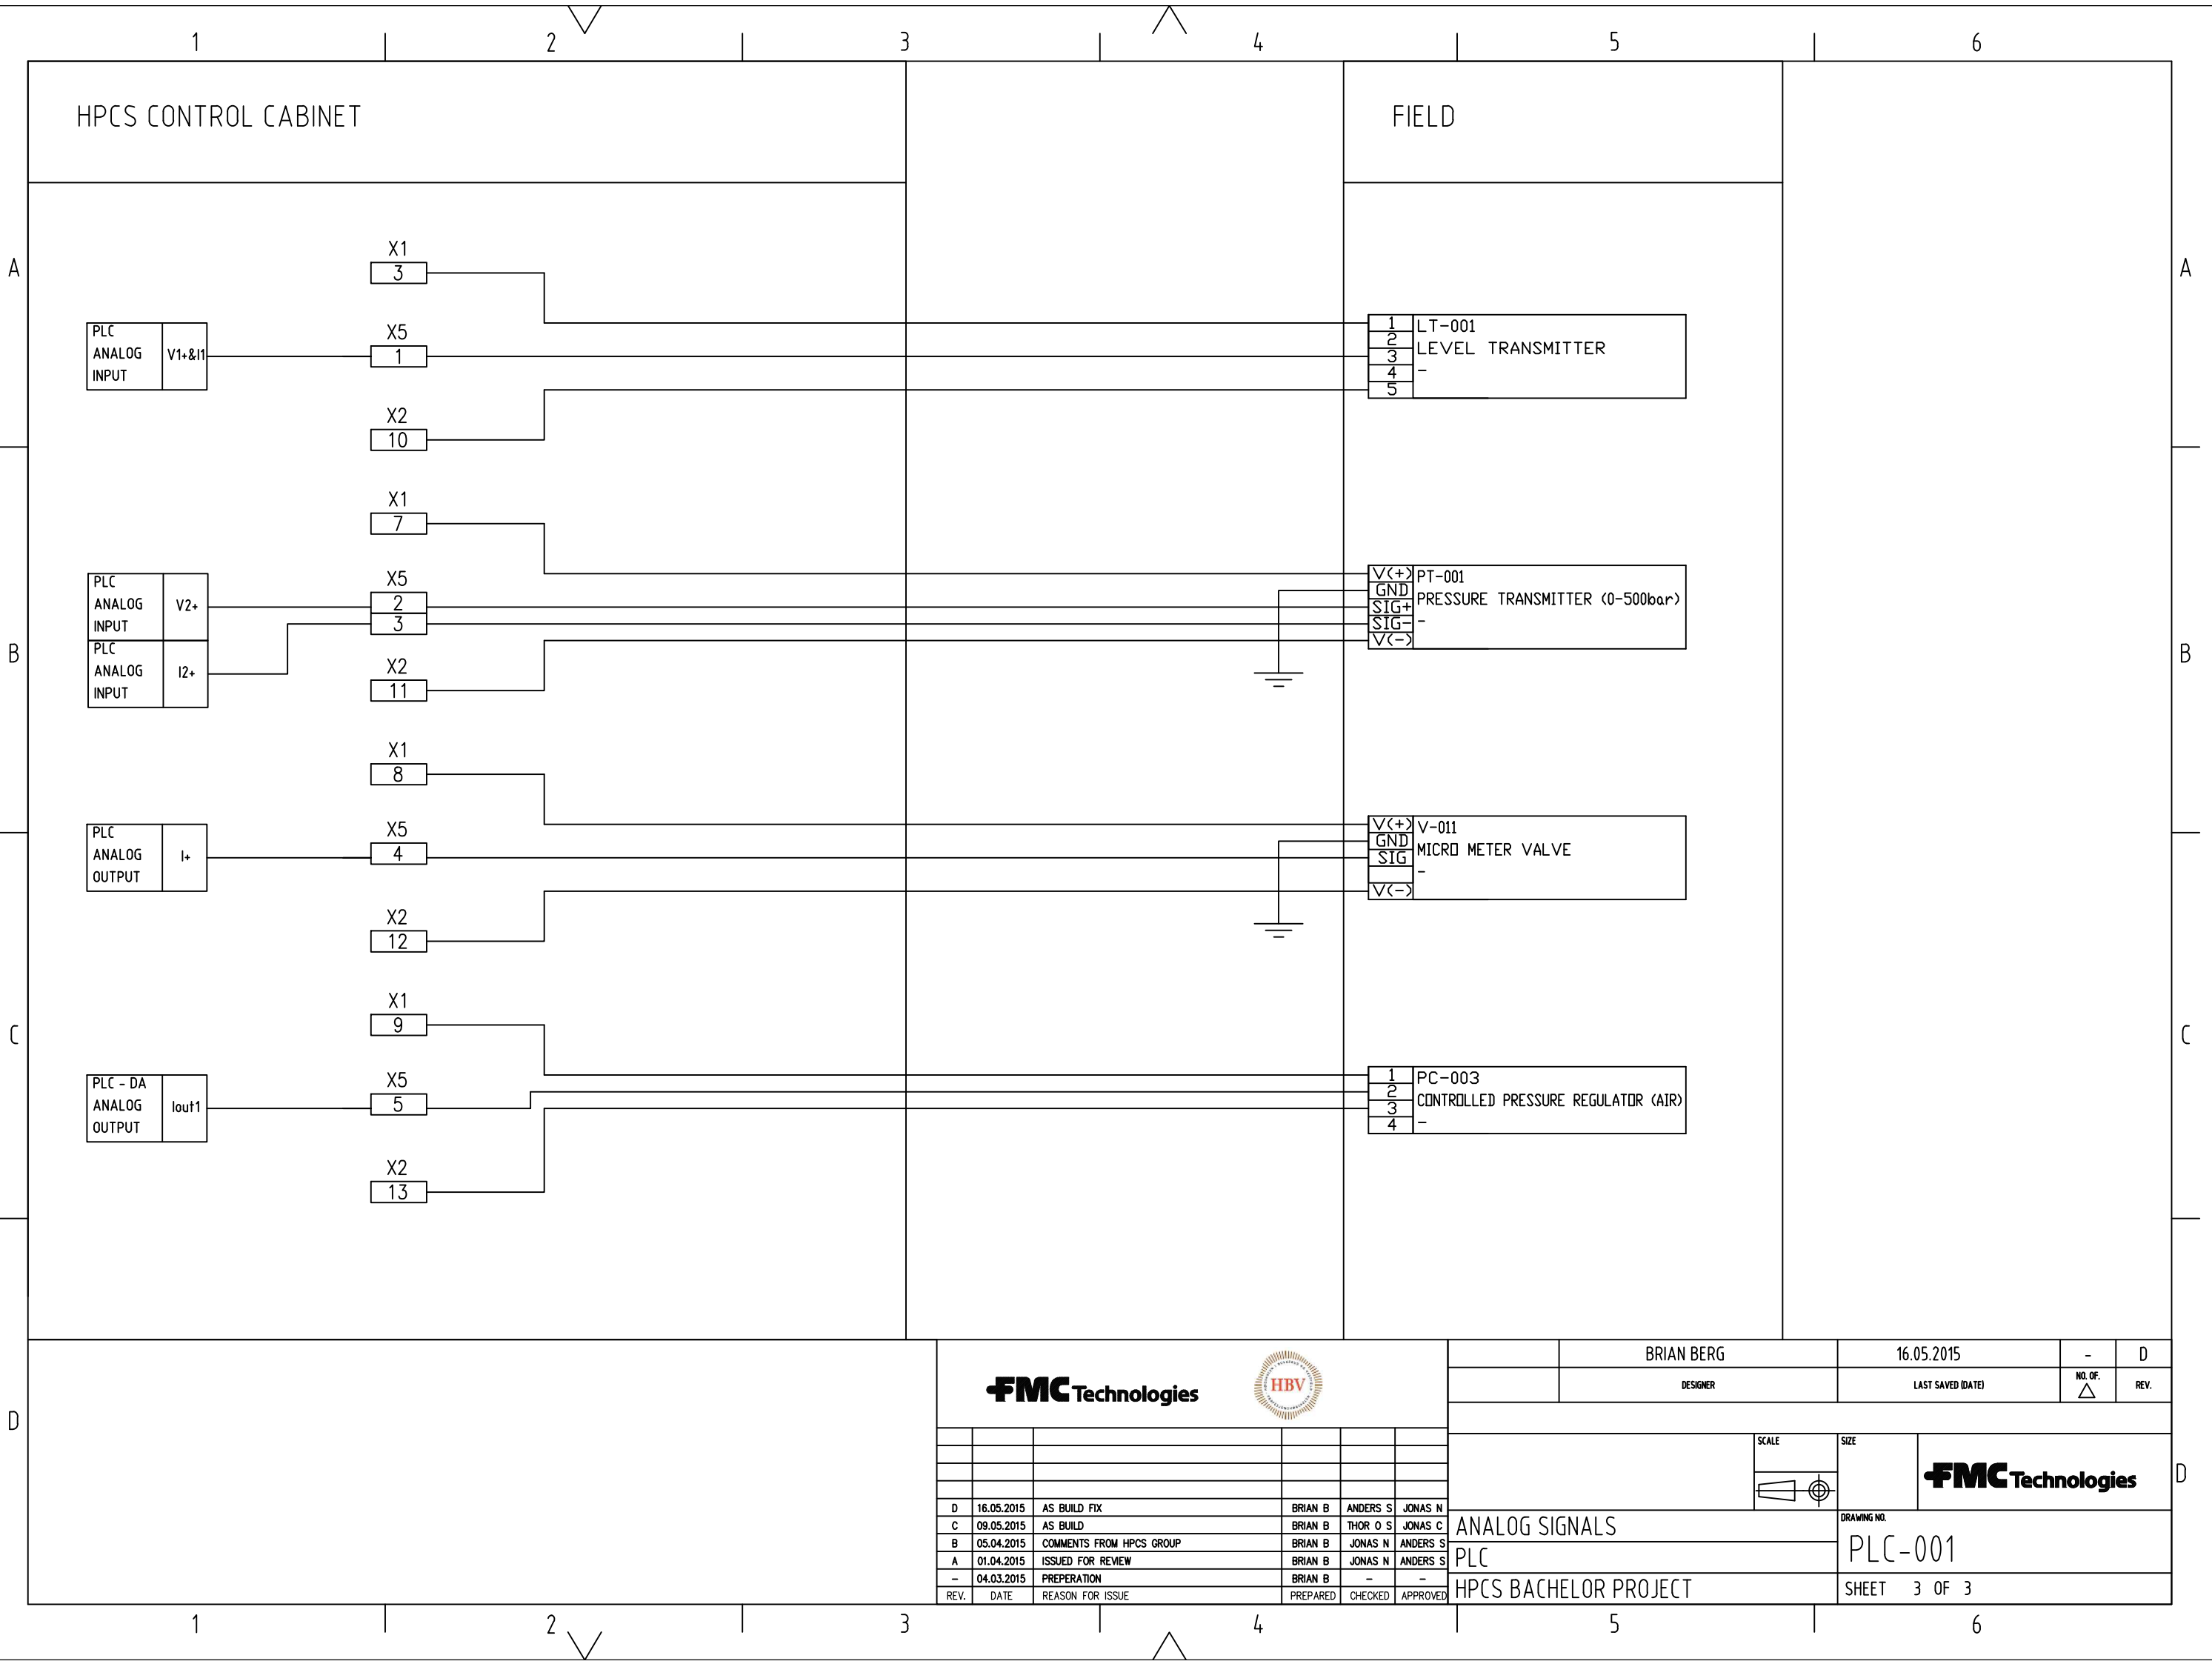 1 2 3 4 5 6
HPCS CONTROL CABINET
FIELD
A A
X1
3
PLC
ANALOG
INPUT
V1+&I1
X5
1
X2
10
1
2
3
4
5
LT-001
LEVEL TRANSMITTER
-
X1
7
PLC
ANALOG
INPUT
V2+
PLC
ANALOG
INPUT
I2+
X5
2
3
X2
11
V(+)
GND
SIG+
SIG-
V(-)
PT-001
PRESSURE TRANSMITTER (0-500bar)
-
B B
X1
8
PLC
ANALOG
OUTPUT
I+
X5
4
X2
12
V(+)
GND
SIG
V(-)
V-011
MICRO METER VALVE
-
X1
9
C C
PLC - DA
ANALOG
OUTPUT
Iout1
X5
5
X2
13
1
2
3
4
PC-003
CONTROLLED PRESSURE REGULATOR (AIR)
-
D D
FMC Technologies
HBV
BRIAN BERG 16.05.2015 - D
DESIGNER LAST SAVED (DATE) NO. OF. REV.
SCALE SIZE
FMC Technologies
D 16.05.2015 AS BUILD FIX BRIAN B ANDERS S JONAS N
C 09.05.2015 AS BUILD BRIAN B THOR O S JONAS C
B 05.04.2015 COMMENTS FROM HPCS GROUP BRIAN B JONAS N ANDERS S
A 01.04.2015 ISSUED FOR REVIEW BRIAN B JONAS N ANDERS S
- 04.03.2015 PREPERATION BRIAN B - -
REV. DATE REASON FOR ISSUE PREPARED CHECKED APPROVED
ANALOG SIGNALS
PLC
HPCS BACHELOR PROJECT
DRAWING NO.
PLC-001
SHEET 3 OF 3
1 2 3 4 5 6